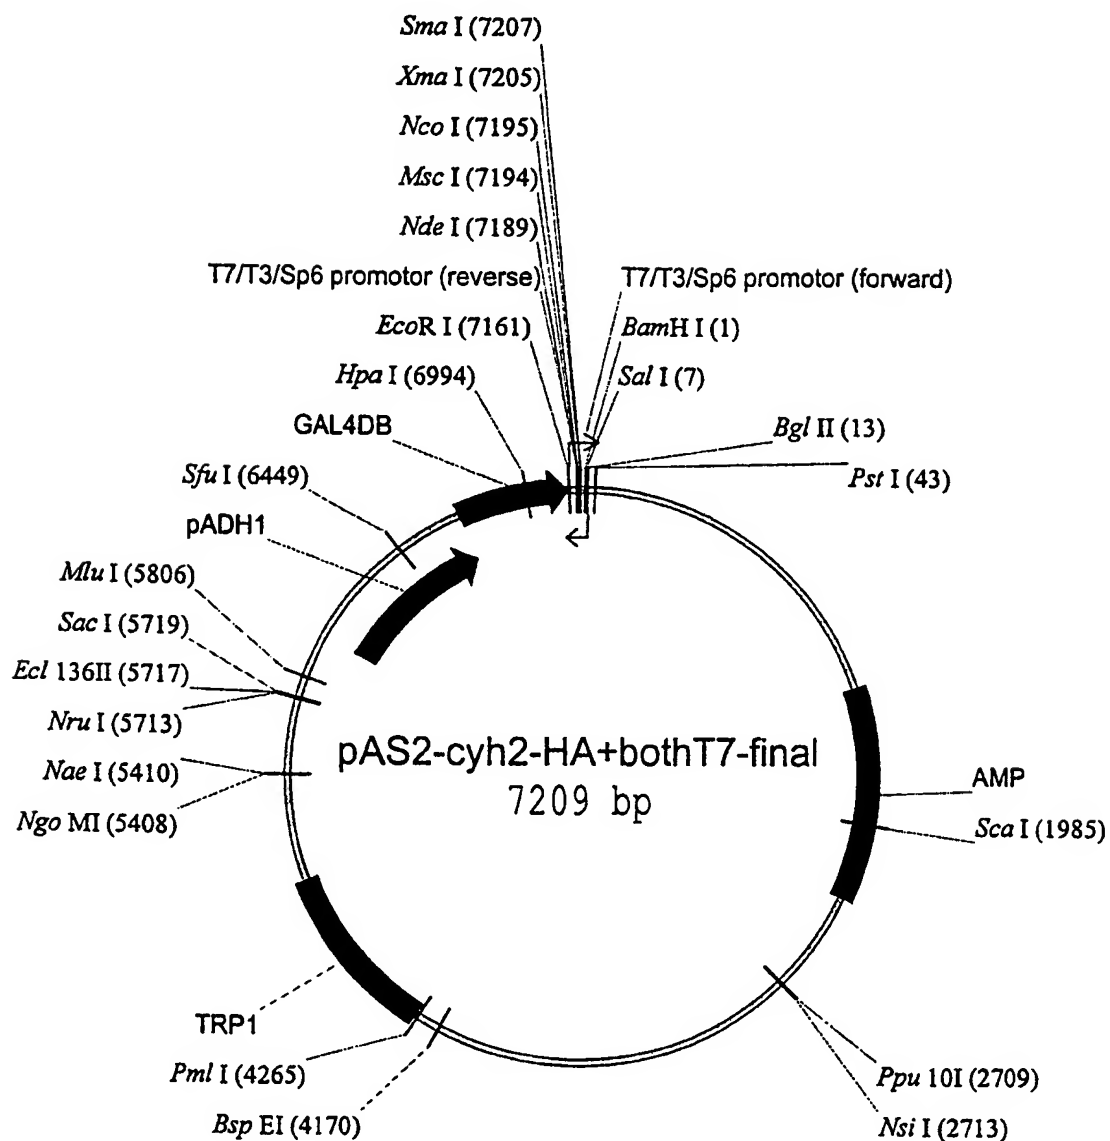 Sma I (7207)
Xma I (7205)
Nco I (7195)
Msc I (7194)
Nde I (7189)
T7/T3/Sp6 promotor (reverse)
T7/T3/Sp6 promotor (forward)
EcoR I (7161)
BamH I (1)
Hpa I (6994)
Sal I (7)
GAL4DB
Bgl II (13)
Sfu I (6449)
Pst I (43)
pADH1
Mlu I (5806)
Sac I (5719)
Ecl 136II (5717)
Nru I (5713)
Nae I (5410)
Ngo MI (5408)
pAS2-cyh2-HA+bothT7-final
7209 bp
AMP
Sca I (1985)
TRP1
Pml I (4265)
Bsp EI (4170)
Ppu 10I (2709)
Nsi I (2713)